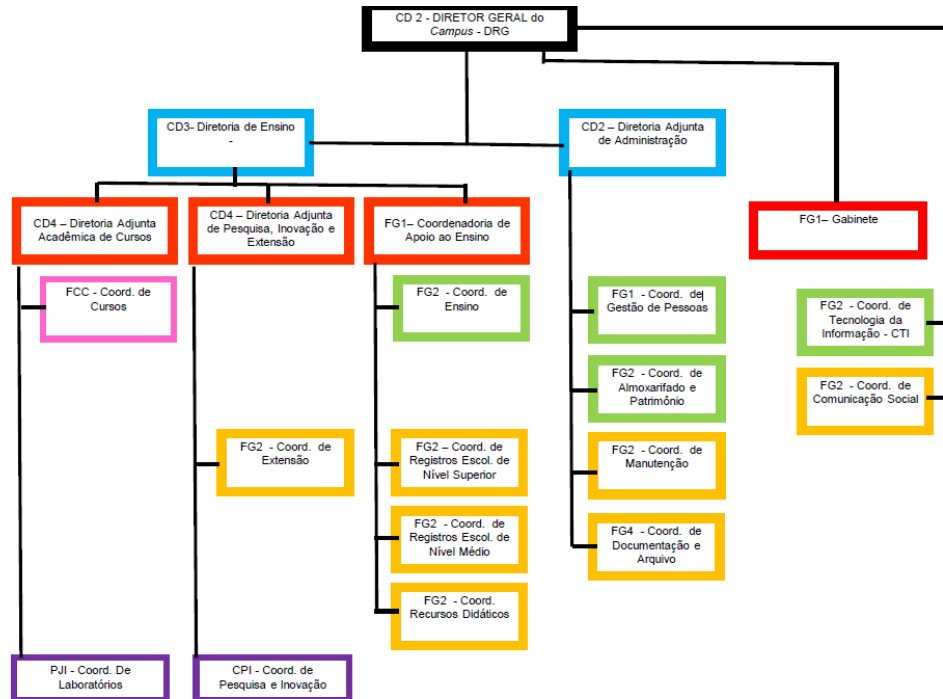 CD 2 - DIRETOR GERAL do
Campus - DRG
CD3- Diretoria de Ensino
-
CD2 – Diretoria Adjunta
de Administração
CD4 – Diretoria Adjunta
Acadêmica de Cursos
CD4 – Diretoria Adjunta
de Pesquisa, Inovação e
Extensão
FG1– Coordenadoria de
Apoio ao Ensino
FG1– Gabinete
FCC - Coord. de
Cursos
FG2 - Coord. de
Ensino
FG1 - Coord. de
Gestão de Pessoas
FG2 - Coord. de
Tecnologia da
Informação - CTI
FG2 - Coord. de
Almoxarifado e
Patrimônio
FG2 - Coord. de
Comunicação Social
FG2 - Coord. de
Extensão
FG2 – Coord. de
Registros Escol. de
Nível Superior
FG2 - Coord. de
Manutenção
FG2 - Coord. de
Registros Escol. de
Nível Médio
FG4 - Coord. de
Documentação e
Arquivo
FG2 - Coord.
Recursos Didáticos
PJI - Coord. De
Laboratórios
CPI - Coord. de
Pesquisa e Inovação